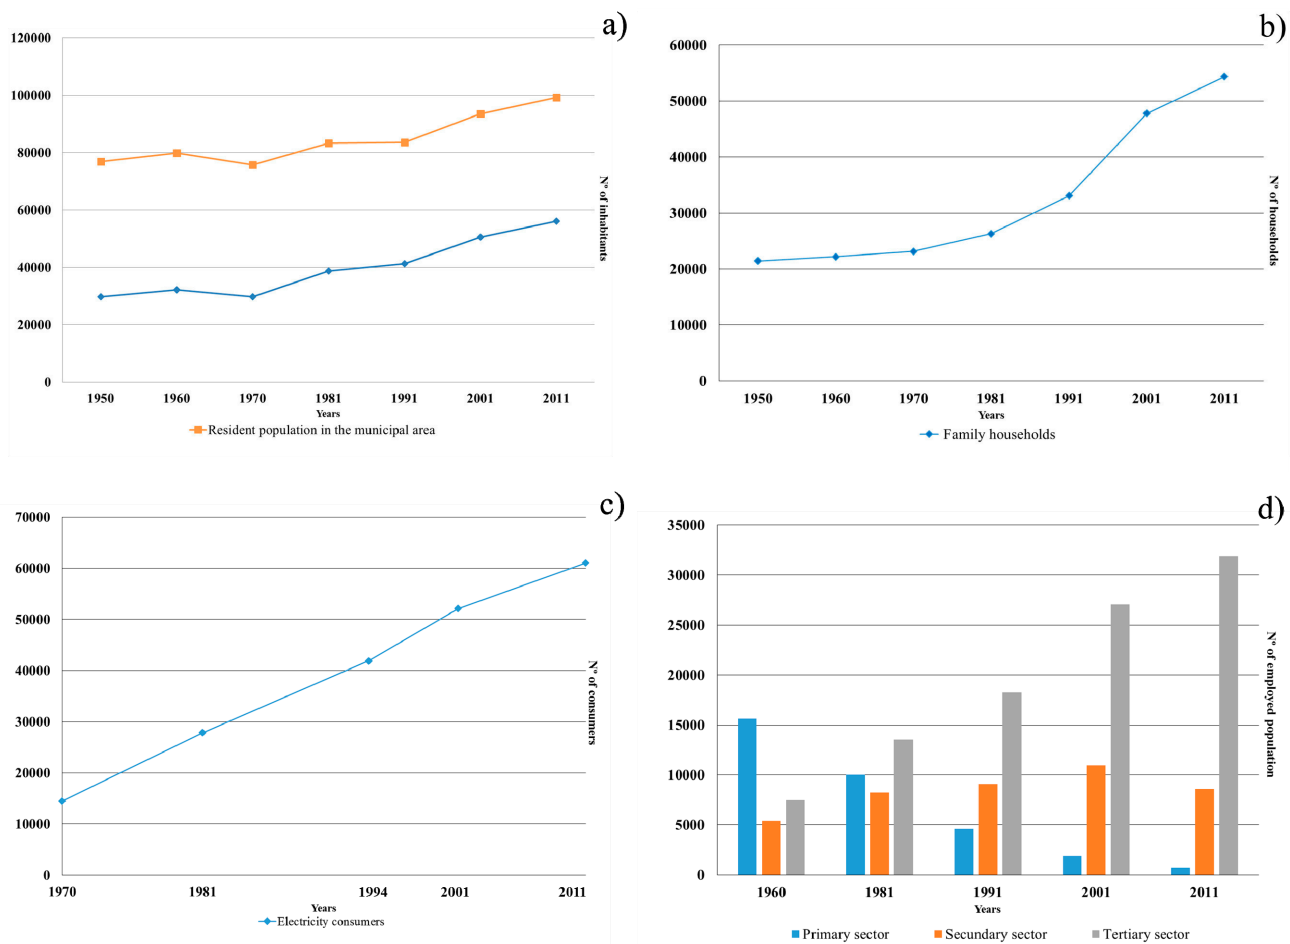 a)
120000
100000
80000
60000
40000
20000
0
Nº of inhabitants
1950 1960 1970 1981 1991 2001 2011
Years
Resident population in the municipal area
b)
60000
50000
40000
30000
20000
10000
0
Nº of households
1950 1960 1970 1981 1991 2001 2011
Years
Family households
c)
70000
60000
50000
40000
30000
20000
10000
0
Nº of consumers
1970 1981 1994 2001 2011
Years
Electricity consumers
d)
35000
30000
25000
20000
15000
10000
5000
0
Nº of employed population
1960 1981 1991 2001 2011
Years
Primary sector Secundary sector Tertiary sector